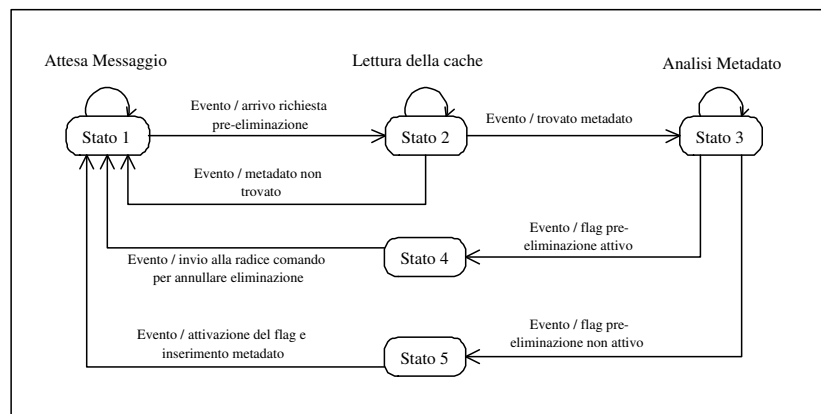 Attesa Messaggio
Lettura della cache
Analisi Metadato
Stato 1
Evento / arrivo richiesta
pre-eliminazione
Stato 2
Evento / trovato metadato
Stato 3
Evento / metadato non
trovato
Evento / flag pre-
eliminazione attivo
Stato 4
Evento / invio alla radice comando
per annullare eliminazione
Evento / flag pre-
eliminazione non attivo
Evento / attivazione del flag e
inserimento metadato
Stato 5